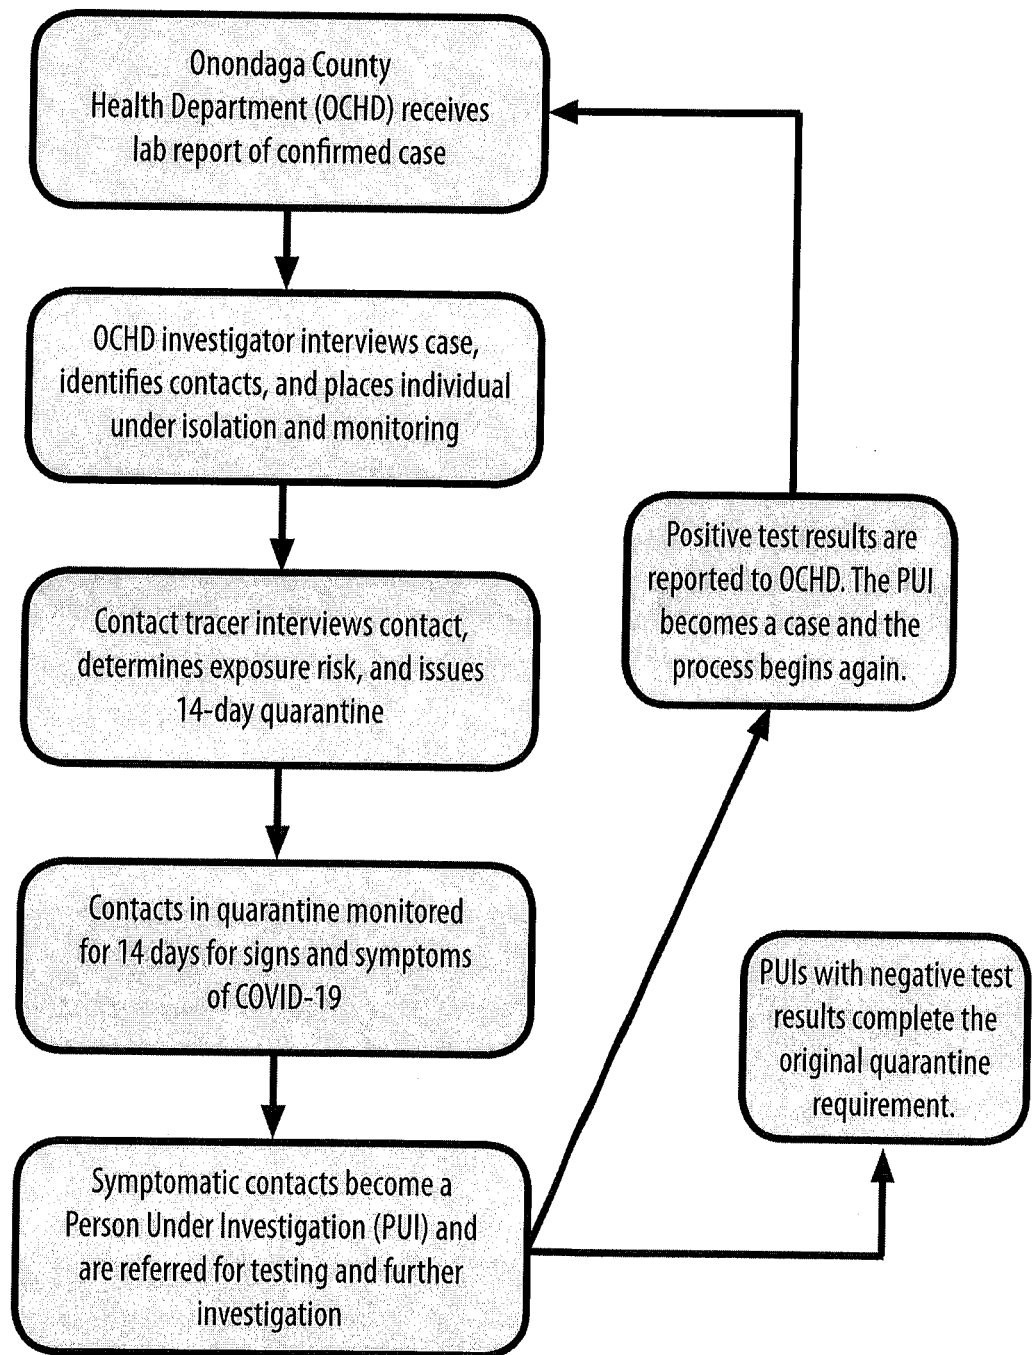 Onondaga County
Health Department (OCHD) receives
lab report of confirmed case
OCHD investigator interviews case,
identifies contacts, and places individual
under isolation and monitoring
Contact tracer interviews contact,
determines exposure risk, and issues
14-day quarantine
Contacts in quarantine monitored
for 14 days for signs and symptoms
of COVID-19
Symptomatic contacts become a
Person Under Investigation (PUI) and
are referred for testing and further
investigation
Positive test results are
reported to OCHD. The PUI
becomes a case and the
process begins again.
PUIs with negative test
results complete the
original quarantine
requirement.